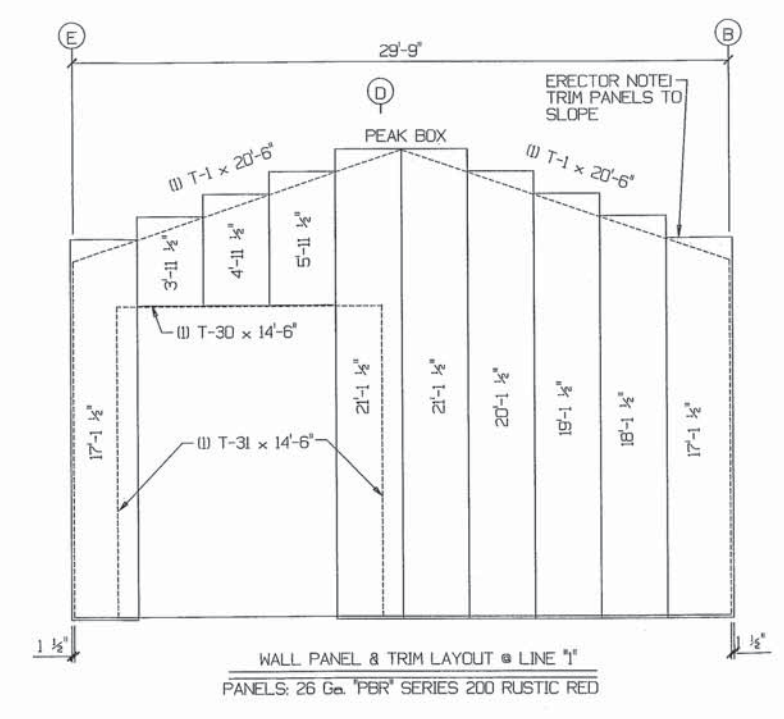 E
B
29'-9"
D
ERECTOR NOTE!
TRIM PANELS TO
SLOPE
PEAK BOX
(1) T-1 x 20'-6"
(1) T-1 x 20'-6"
3'-11 ½"
4'-11 ½"
5'-11 ½"
(1) T-30 x 14'-6"
17'-1 ½"
21'-1 ½"
21'-1 ½"
20'-1 ½"
19'-1 ½"
18'-1 ½"
17'-1 ½"
(1) T-31 x 14'-6"
1 ½"
1 ½"
WALL PANEL & TRIM LAYOUT @ LINE "1"
PANELS: 26 Ga. "PBR" SERIES 200 RUSTIC RED